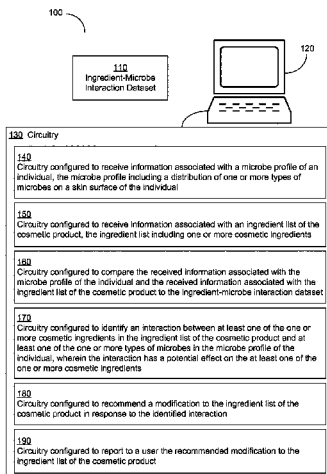 100
110
Ingredient-Microbe
Interaction Dataset
120
130 Circuitry
140
Circuitry configured to receive information associated with a microbe profile of an
individual, the microbe profile including a distribution of one or more types of
microbes on a skin surface of the individual
150
Circuitry configured to receive information associated with an ingredient list of the
cosmetic product, the ingredient list including one or more cosmetic ingredients
160
Circuitry configured to compare the received information associated with the
microbe profile of the individual and the received information associated with the
ingredient list of the cosmetic product to the ingredient-microbe interaction dataset
170
Circuitry configured to identify an interaction between at least one of the one or
more cosmetic ingredients in the ingredient list of the cosmetic product and at
least one of the one or more types of microbes in the microbe profile of the
individual, wherein the interaction has a potential effect on the at least one of the
one or more cosmetic ingredients
180
Circuitry configured to recommend a modification to the ingredient list of the
cosmetic product in response to the identified interaction
190
Circuitry configured to report to a user the recommended modification to the
ingredient list of the cosmetic product